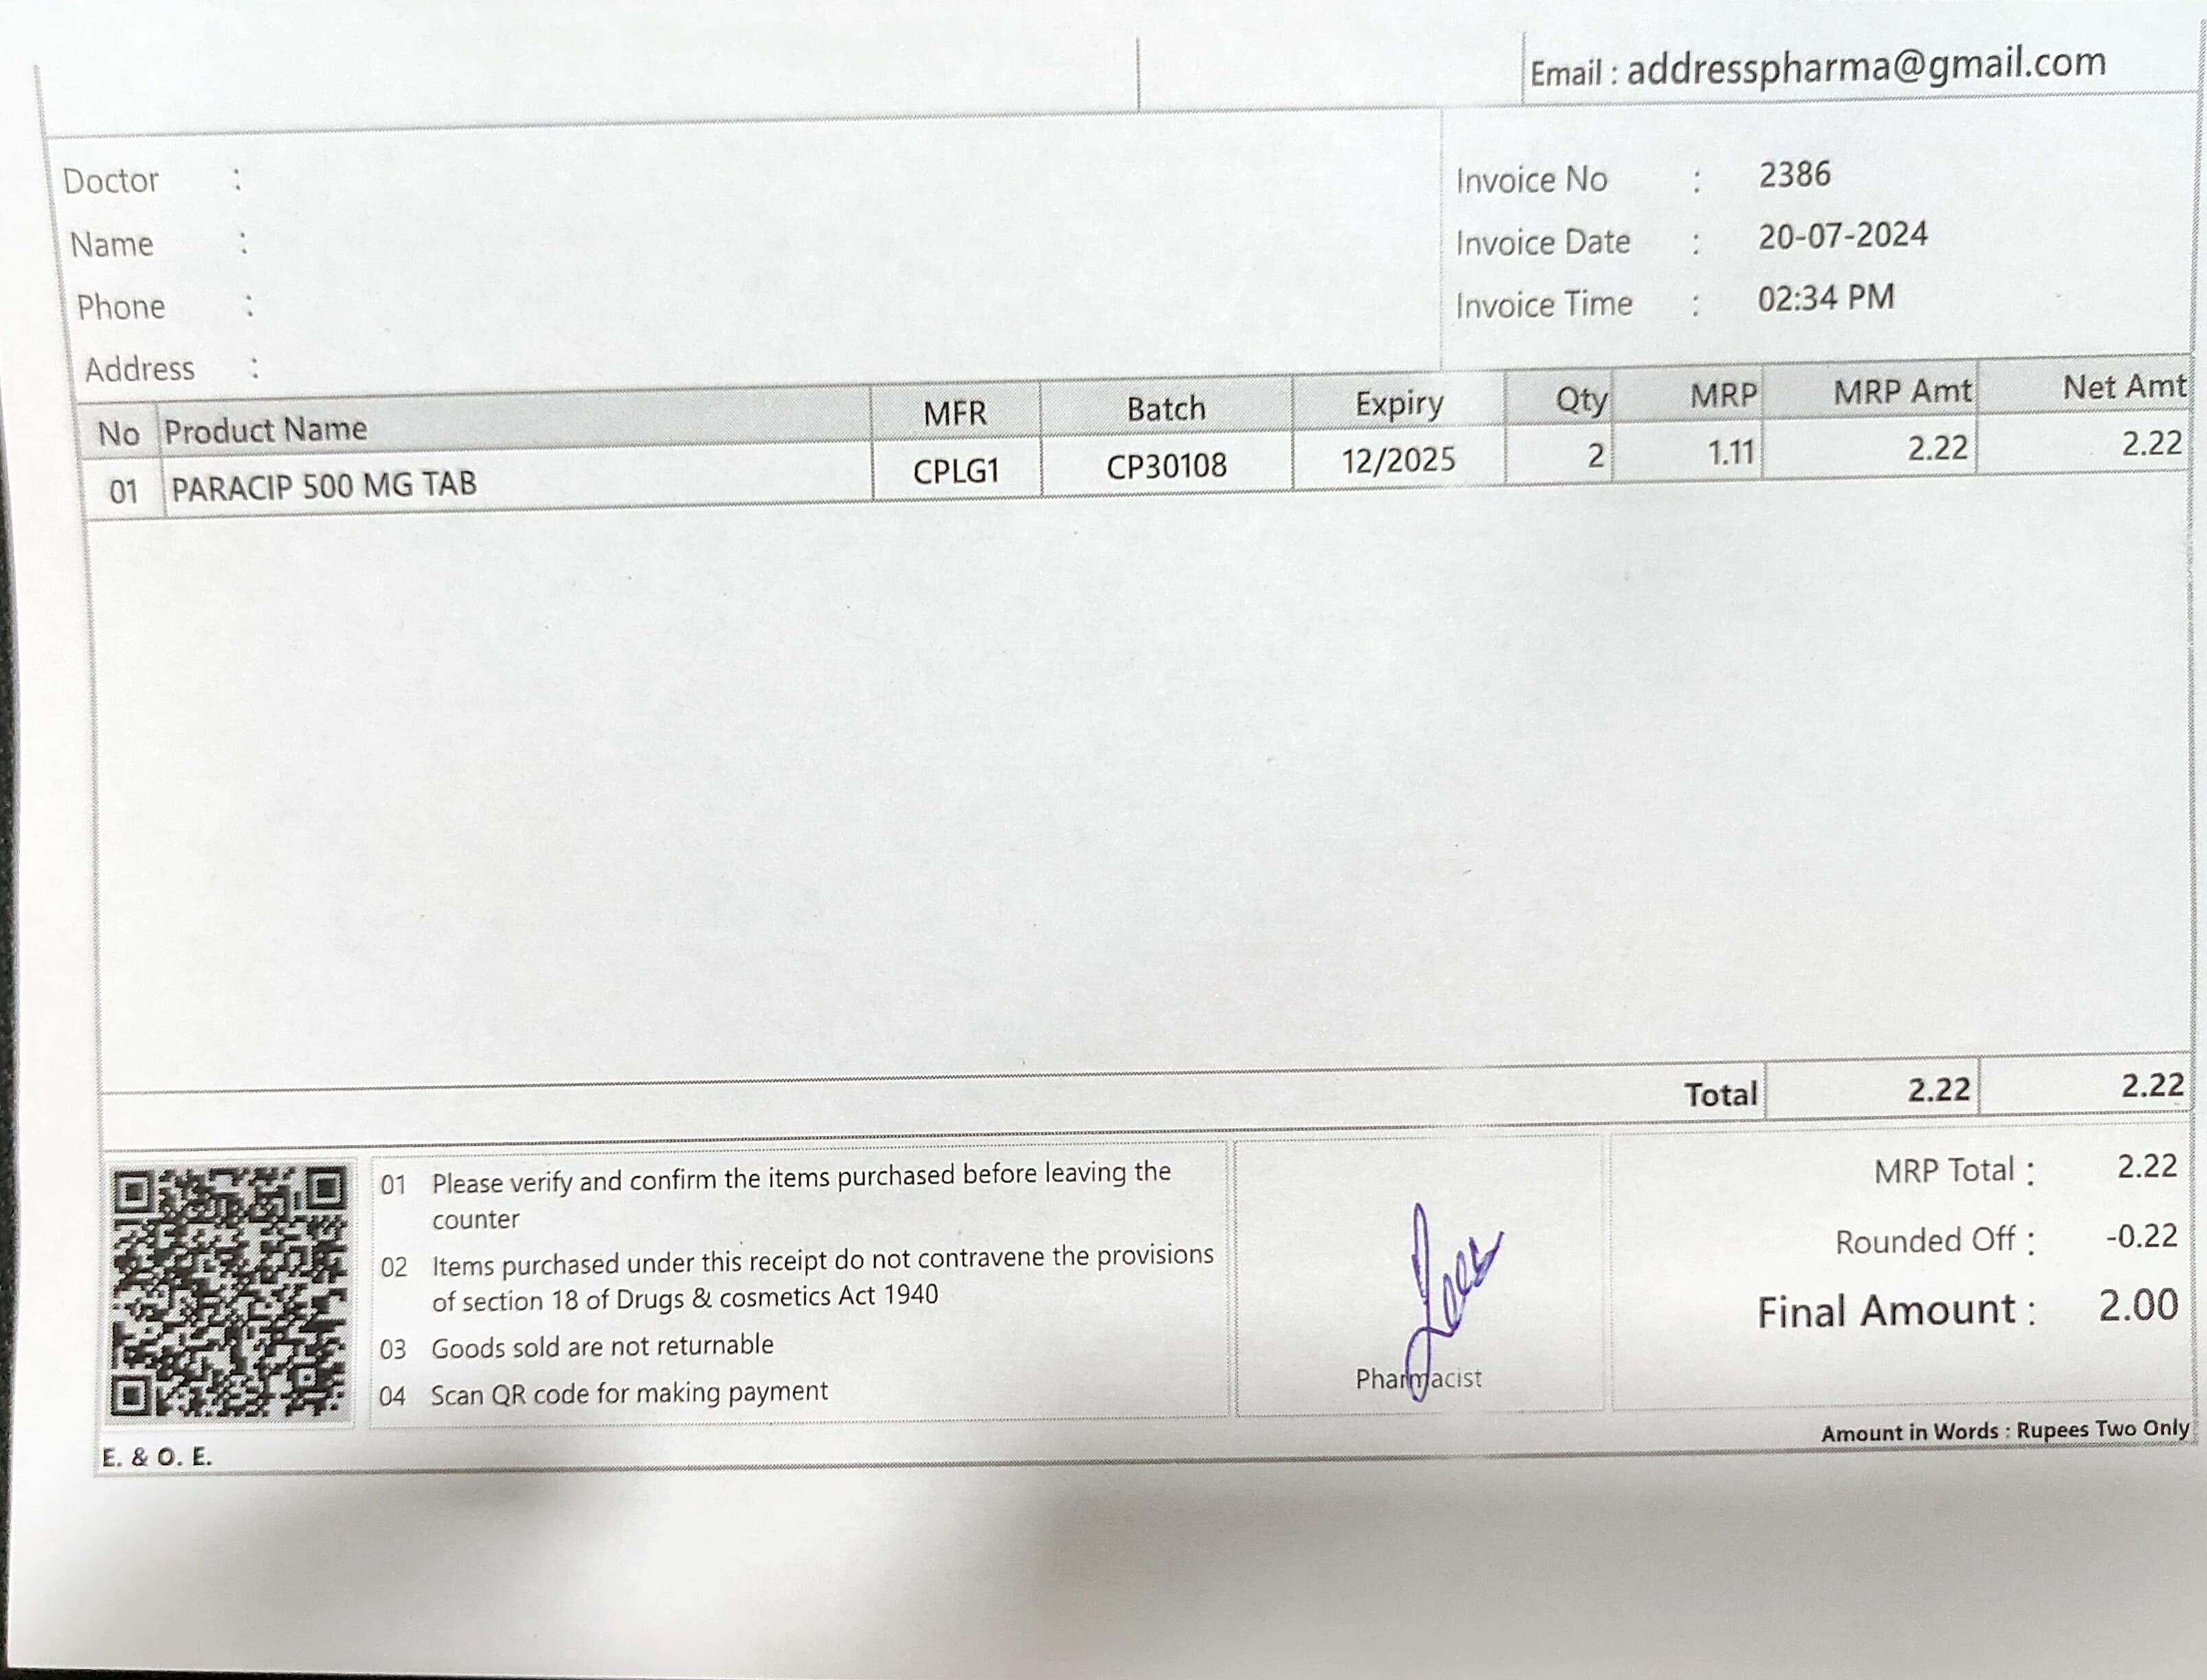 Email : addresspharma@gmail.com
Doctor :
Name :
Phone :
Address :
Invoice No : 2386
Invoice Date : 20-07-2024
Invoice Time : 02:34 PM
No Product Name MFR Batch Expiry Qty MRP MRP Amt Net Amt
01 PARACIP 500 MG TAB CPLG1 CP30108 12/2025 2 1.11 2.22 2.22
Total 2.22 2.22
01 Please verify and confirm the items purchased before leaving the
counter
02 Items purchased under this receipt do not contravene the provisions
of section 18 of Drugs & cosmetics Act 1940
03 Goods sold are not returnable
04 Scan QR code for making payment
Pharmacist
MRP Total : 2.22
Rounded Off : -0.22
Final Amount : 2.00
Amount in Words : Rupees Two Only
E. & O. E.